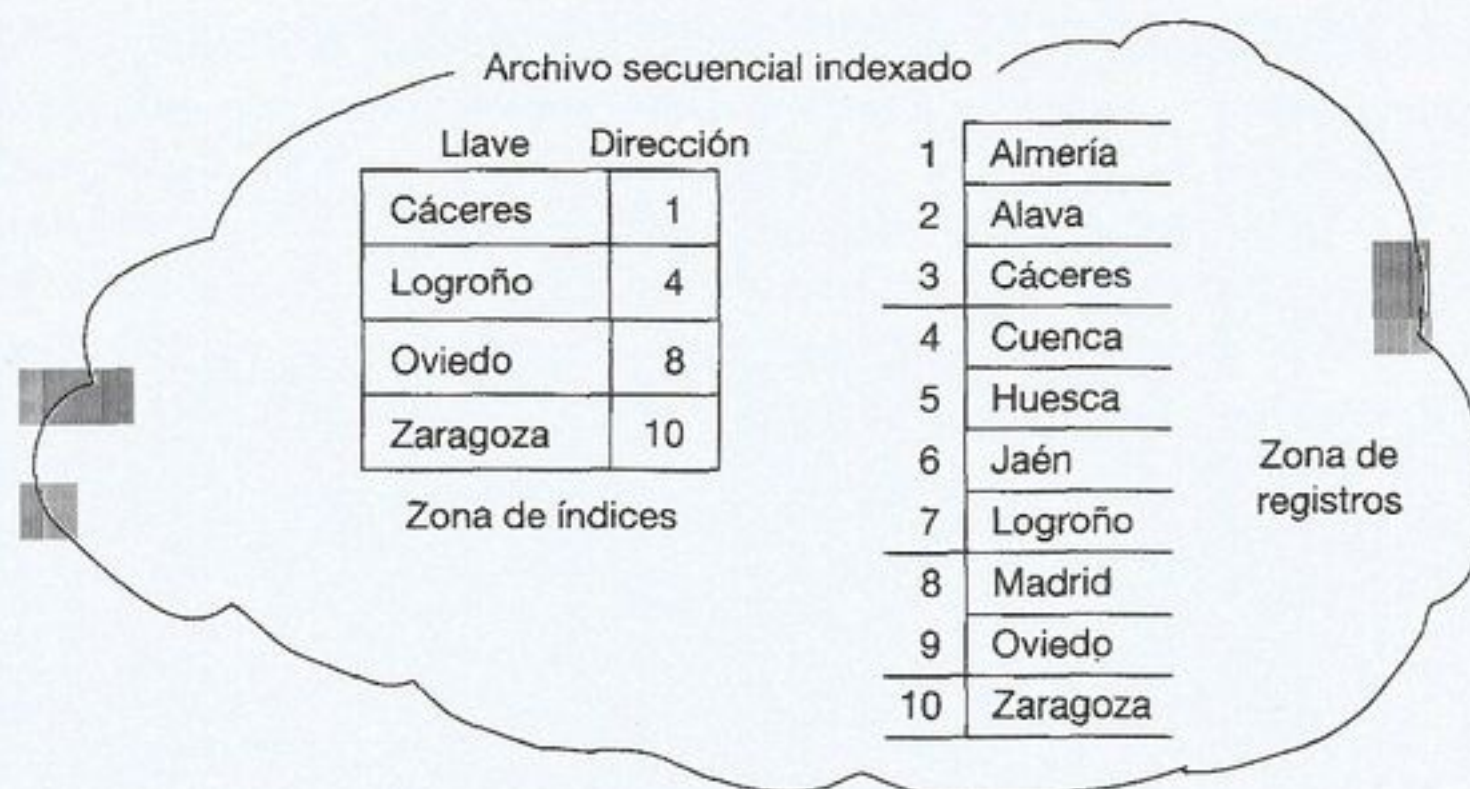 Archivo secuencial indexado
Llave Dirección
Cáceres 1
Logroño 4
Oviedo 8
Zaragoza 10
Zona de índices
1 Almería
2 Alava
3 Cáceres
4 Cuenca
5 Huesca
6 Jaén
7 Logroño
8 Madrid
9 Oviedo
10 Zaragoza
Zona de
registros